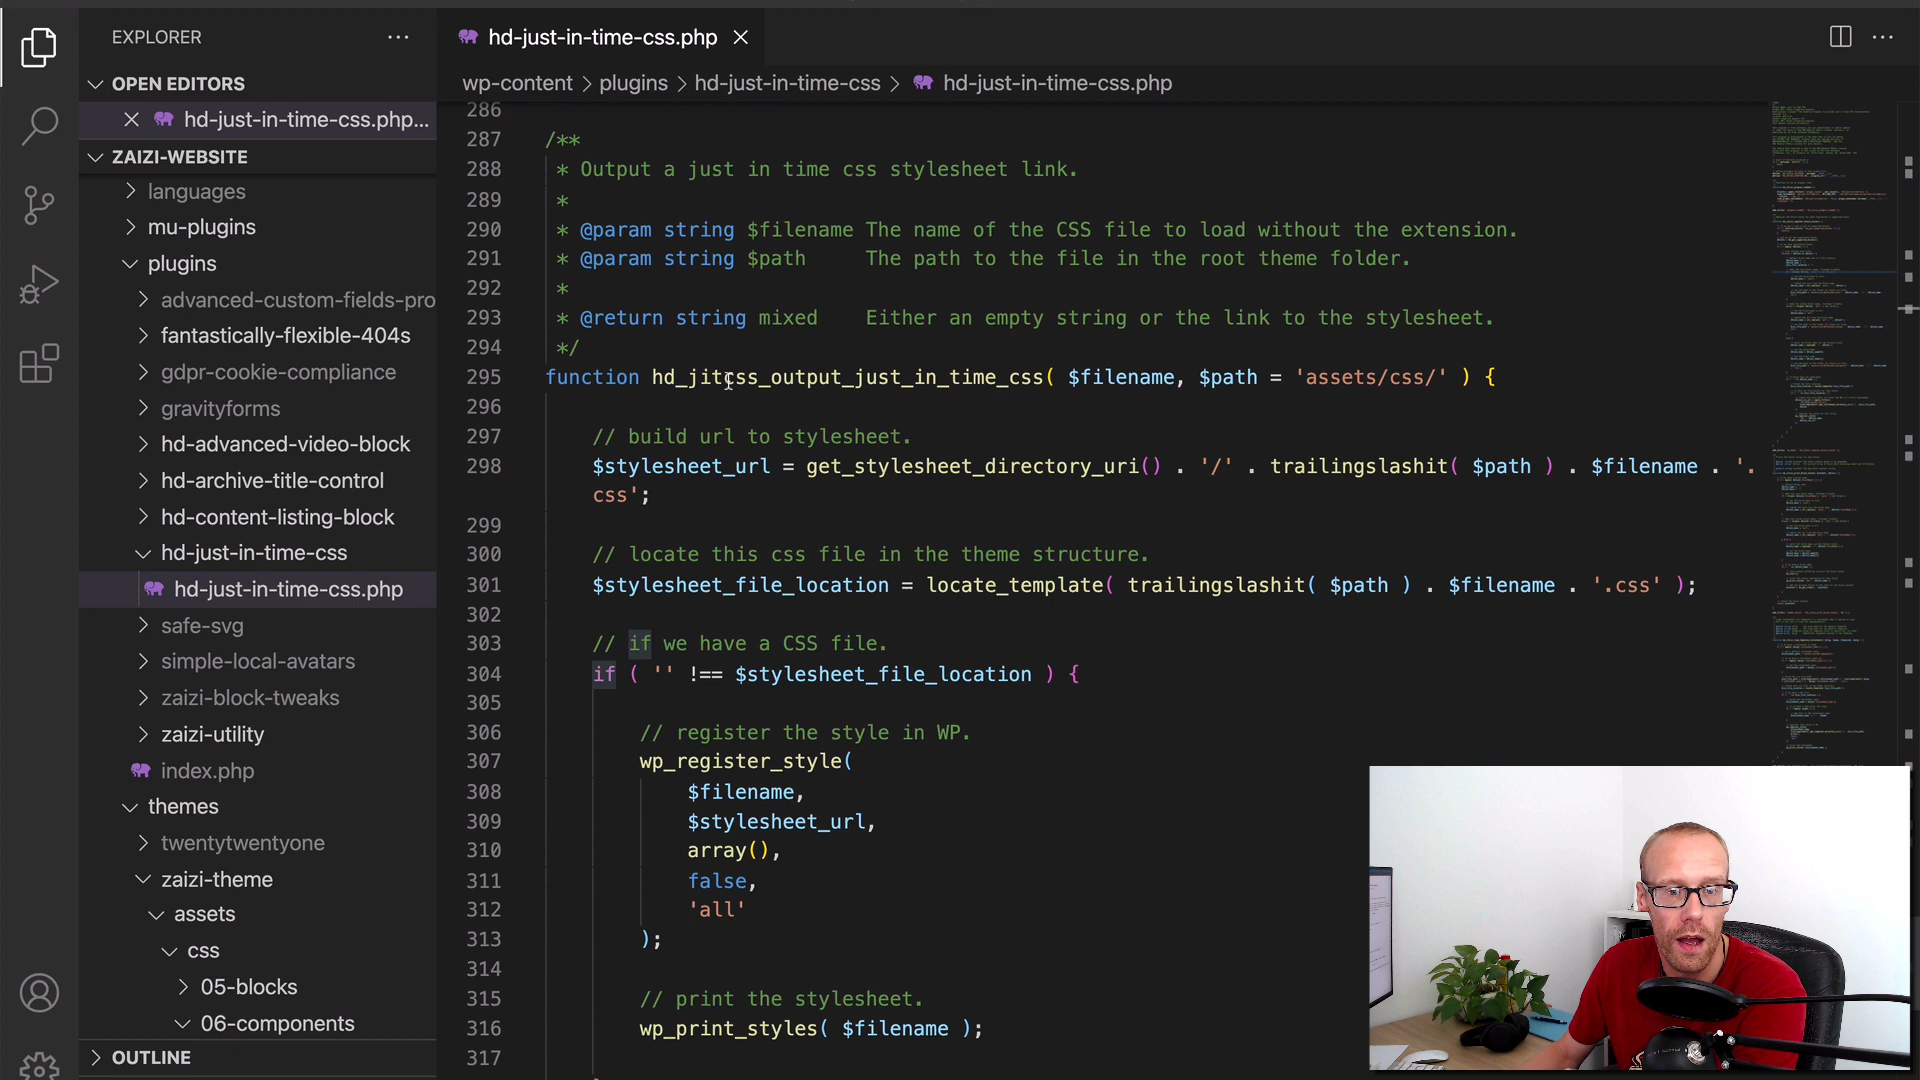 EXPLORER
OPEN EDITORS
hd-just-in-time-css.php...
ZAIZI-WEBSITE
languages
mu-plugins
plugins
advanced-custom-fields-pro
fantastically-flexible-404s
gdpr-cookie-compliance
gravityforms
hd-advanced-video-block
hd-archive-title-control
hd-content-listing-block
hd-just-in-time-css
hd-just-in-time-css.php
safe-svg
simple-local-avatars
zaizi-block-tweaks
zaizi-utility
index.php
themes
twentytwentyone
zaizi-theme
assets
css
05-blocks
06-components
OUTLINE
hd-just-in-time-css.php
wp-content > plugins > hd-just-in-time-css > hd-just-in-time-css.php
286
287 /**
288 * Output a just in time css stylesheet link.
289 *
290 * @param string $filename The name of the CSS file to load without the extension.
291 * @param string $path The path to the file in the root theme folder.
292 *
293 * @return string mixed Either an empty string or the link to the stylesheet.
294 */
295 function hd_jitcss_output_just_in_time_css( $filename, $path = 'assets/css/' ) {
296
297 // build url to stylesheet.
298 $stylesheet_url = get_stylesheet_directory_uri() . '/' . trailingslashit( $path ) . $filename . '.
css';
299
300 // locate this css file in the theme structure.
301 $stylesheet_file_location = locate_template( trailingslashit( $path ) . $filename . '.css' );
302
303 // if we have a CSS file.
304 if ( '' !== $stylesheet_file_location ) {
305
306 // register the style in WP.
307 wp_register_style(
308 $filename,
309 $stylesheet_url,
310 array(),
311 false,
312 'all'
313 );
314
315 // print the stylesheet.
316 wp_print_styles( $filename );
317